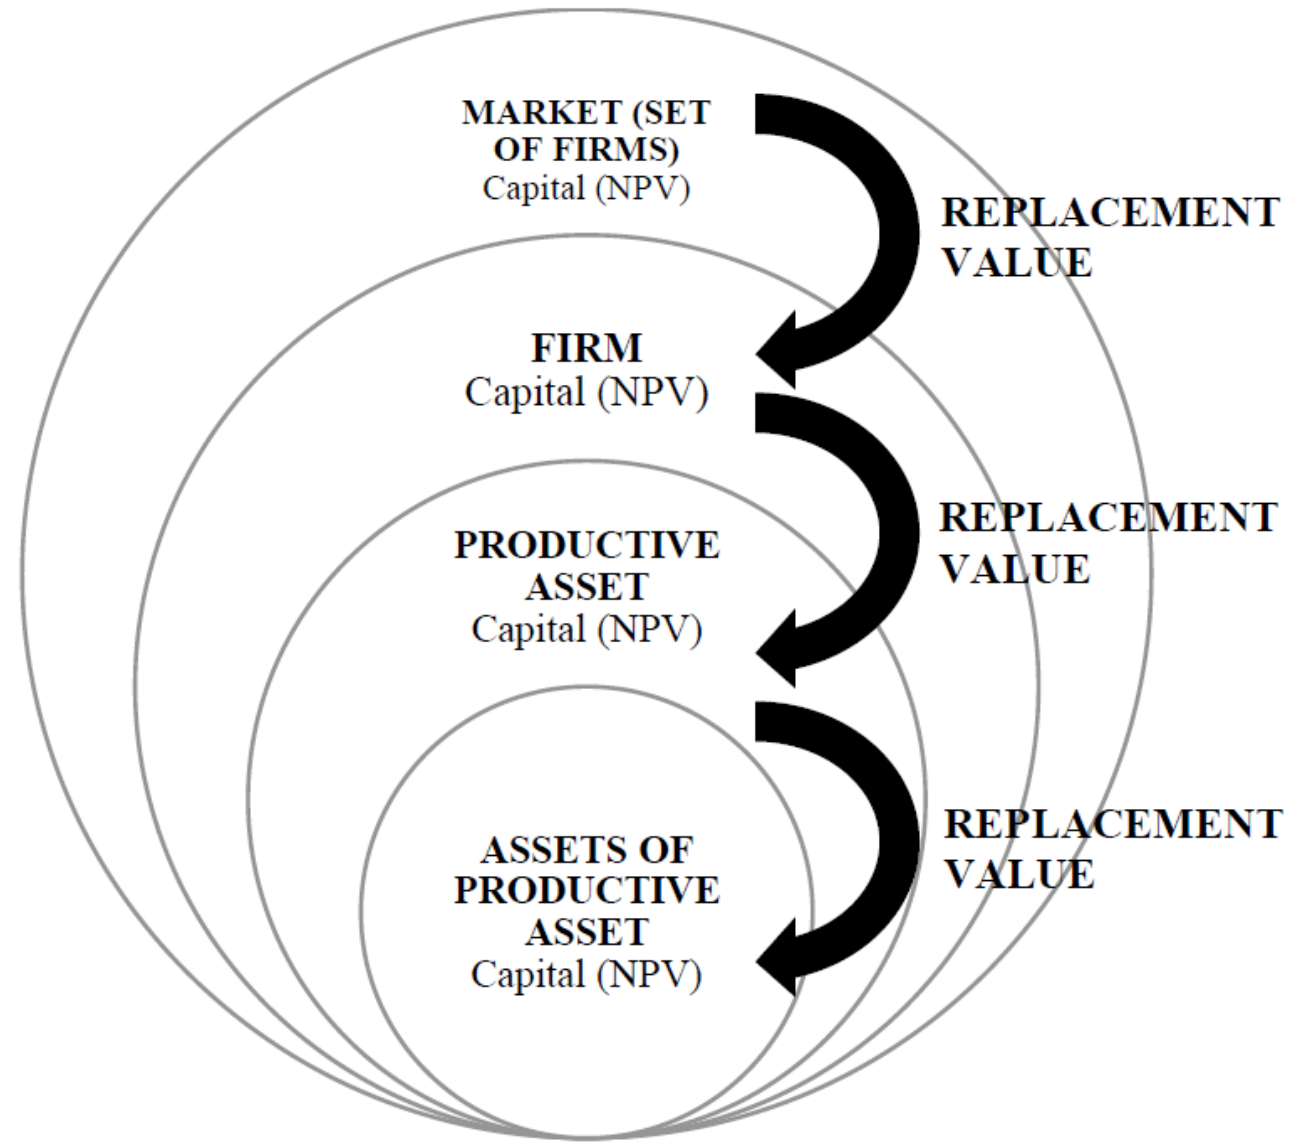 MARKET (SET
OF FIRMS)
Capital (NPV)
REPLACEMENT
VALUE
FIRM
Capital (NPV)
REPLACEMENT
VALUE
PRODUCTIVE
ASSET
Capital (NPV)
REPLACEMENT
VALUE
ASSETS OF
PRODUCTIVE
ASSET
Capital (NPV)